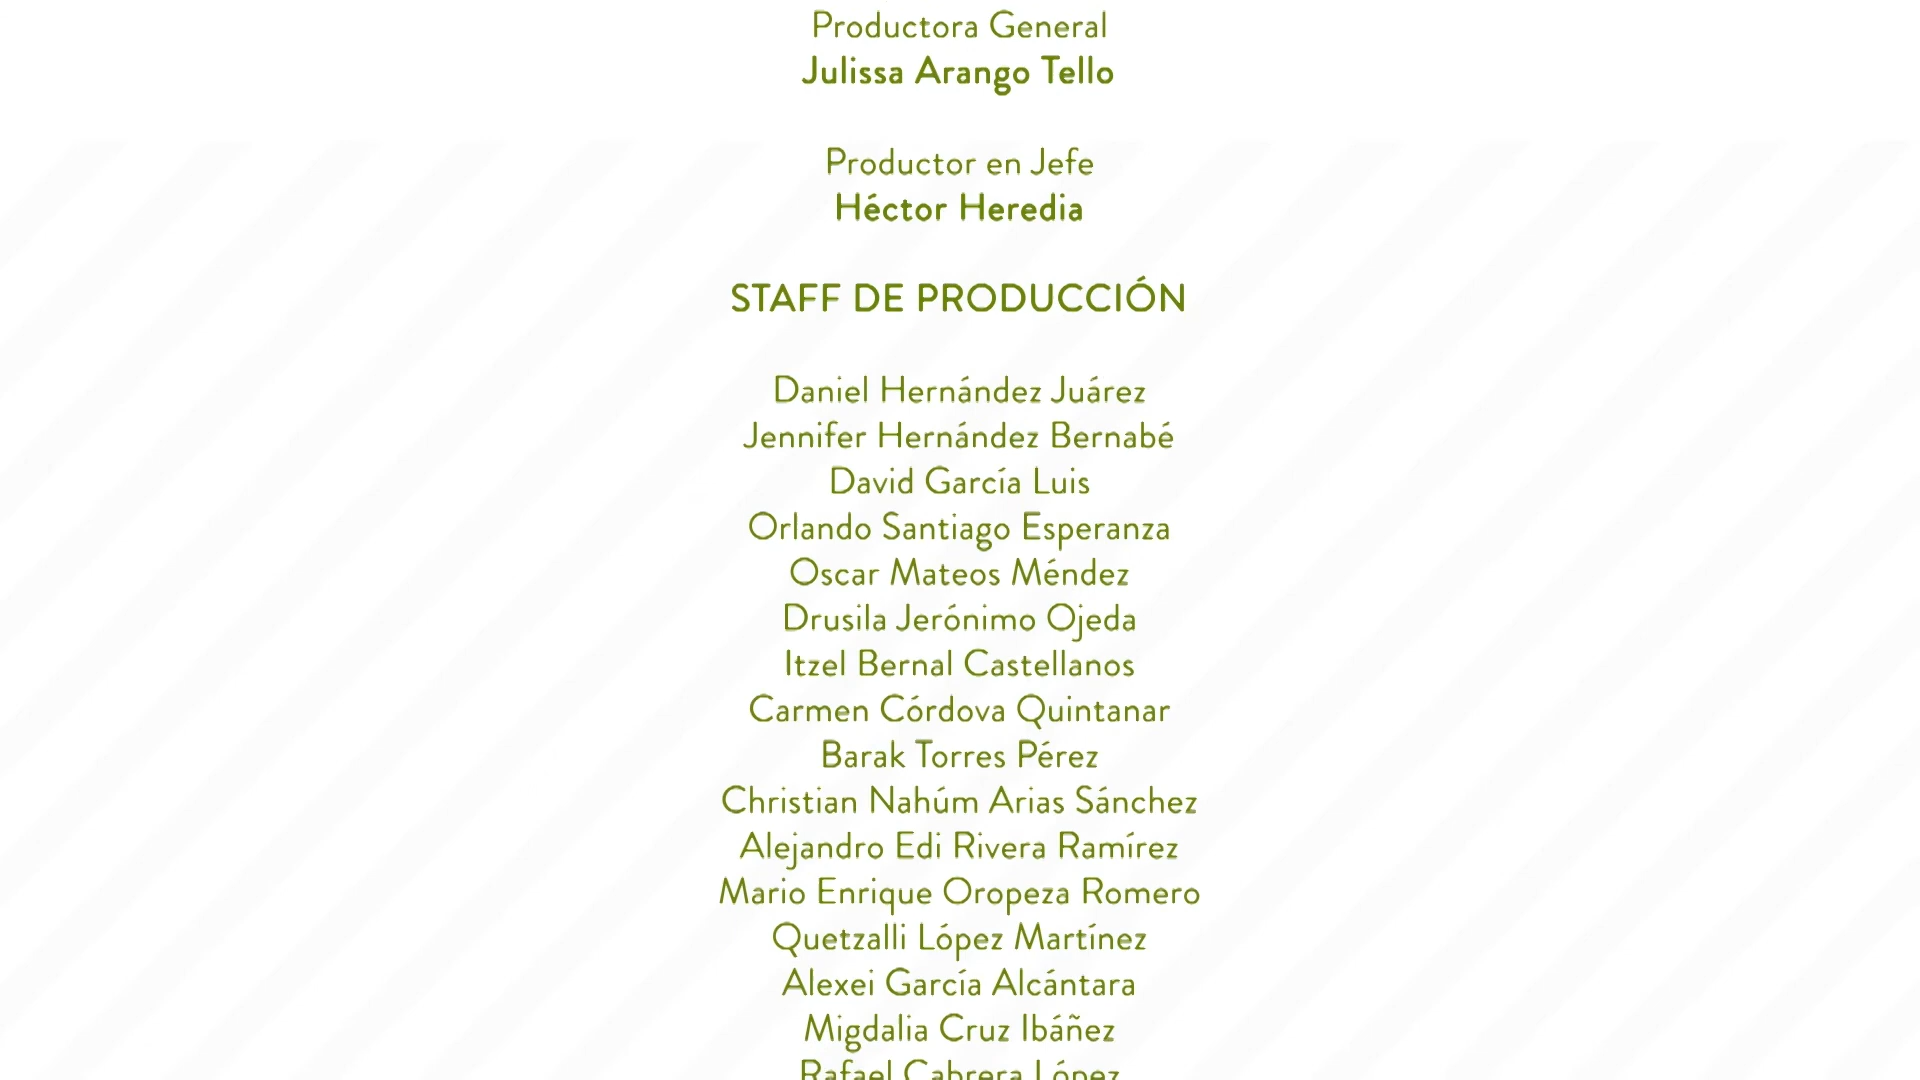 Productora General
Julissa Arango Tello
Productor en Jefe
Héctor Heredia
STAFF DE PRODUCCIÓN
Daniel Hernández Juárez
Jennifer Hernández Bernabé
David García Luis
Orlando Santiago Esperanza
Oscar Mateos Méndez
Drusila Jerónimo Ojeda
Itzel Bernal Castellanos
Carmen Córdova Quintanar
Barak Torres Pérez
Christian Nahúm Arias Sánchez
Alejandro Edi Rivera Ramírez
Mario Enrique Oropeza Romero
Quetzalli López Martínez
Alexei García Alcántara
Migdalia Cruz Ibáñez
Rafael Cabrera López